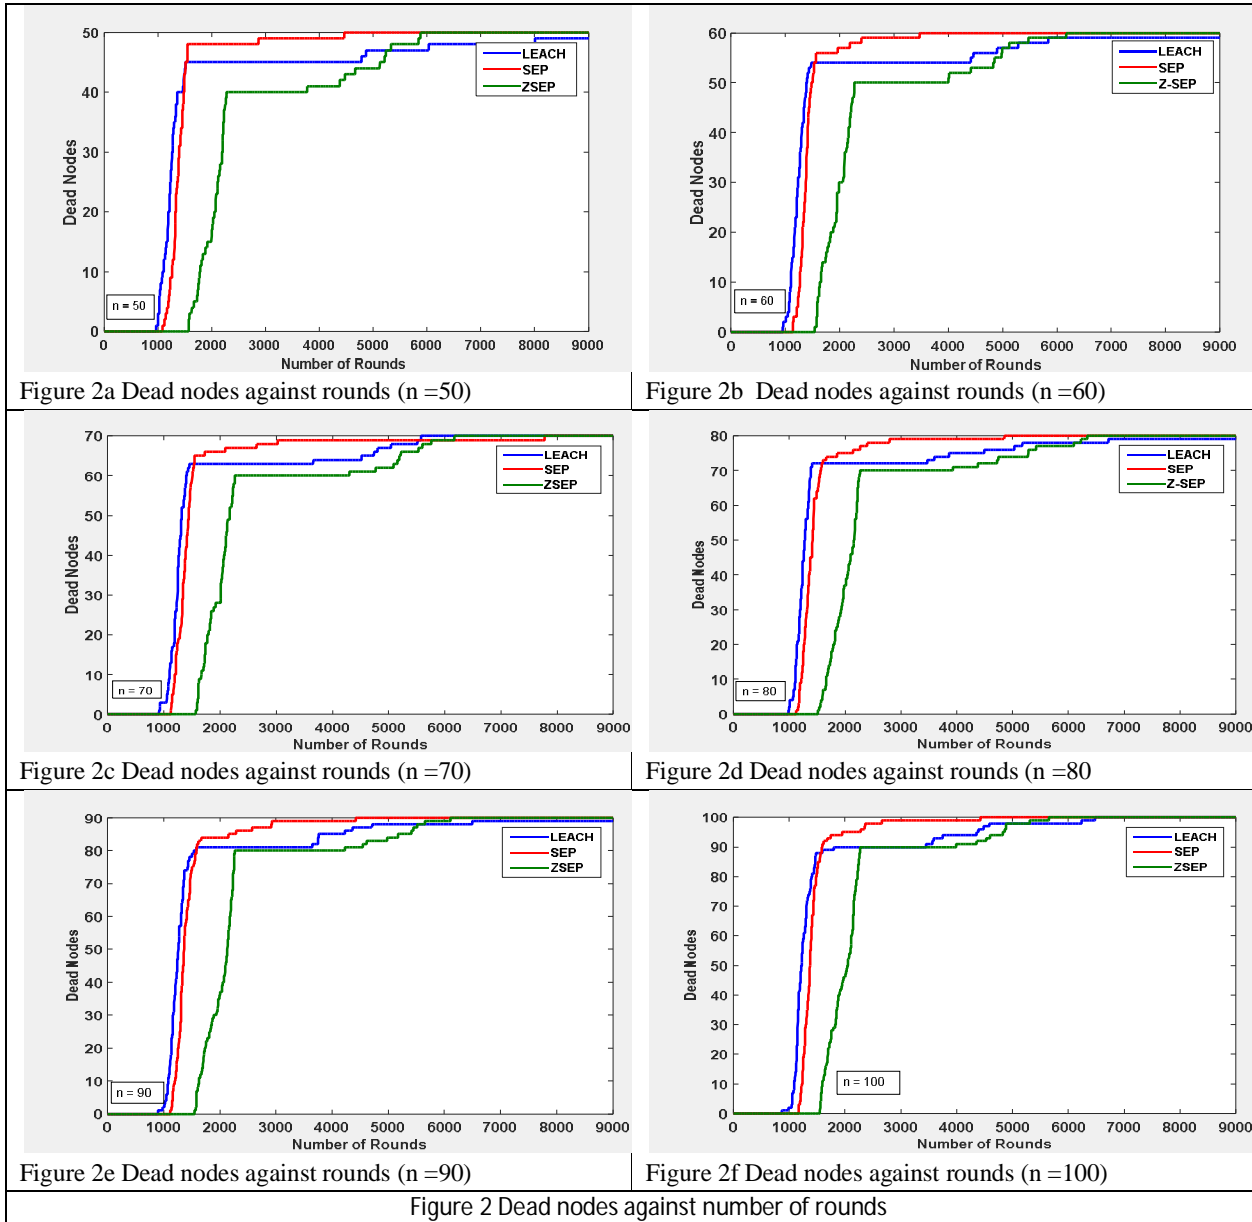 50
40
30
20
10
0
Dead Nodes
LEACH
SEP
ZSEP
n = 50
0 1000 2000 3000 4000 5000 6000 7000 8000 9000
Number of Rounds
Figure 2a Dead nodes against rounds (n =50)
60
50
40
30
20
10
0
Dead Nodes
LEACH
SEP
Z-SEP
n = 60
0 1000 2000 3000 4000 5000 6000 7000 8000 9000
Number of Rounds
Figure 2b Dead nodes against rounds (n =60)
70
60
50
40
30
20
10
0
Dead Nodes
LEACH
SEP
ZSEP
n = 70
0 1000 2000 3000 4000 5000 6000 7000 8000 9000
Number of Rounds
Figure 2c Dead nodes against rounds (n =70)
80
70
60
50
40
30
20
10
0
Dead Nodes
LEACH
SEP
Z-SEP
n = 80
0 1000 2000 3000 4000 5000 6000 7000 8000 9000
Number of Rounds
Figure 2d Dead nodes against rounds (n =80
90
80
70
60
50
40
30
20
10
0
Dead Nodes
LEACH
SEP
ZSEP
n = 90
0 1000 2000 3000 4000 5000 6000 7000 8000 9000
Number of Rounds
Figure 2e Dead nodes against rounds (n =90)
100
90
80
70
60
50
40
30
20
10
0
Dead Nodes
LEACH
SEP
ZSEP
n = 100
0 1000 2000 3000 4000 5000 6000 7000 8000 9000
Number of Rounds
Figure 2f Dead nodes against rounds (n =100)
Figure 2 Dead nodes against number of rounds